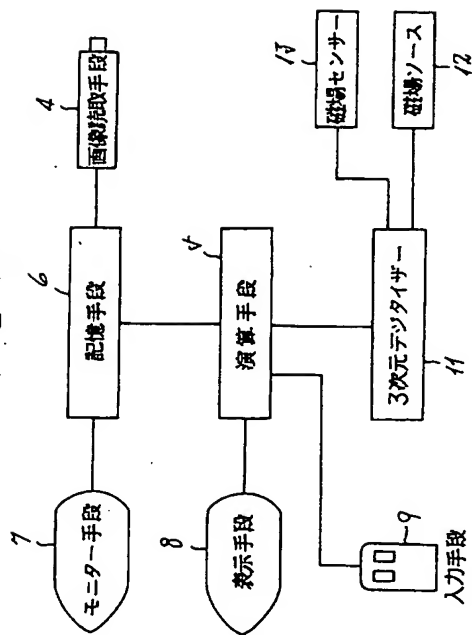 4
画像読取手段
6
記憶手段
7
モニター手段
13
磁場センサー
12
磁場ソース
5
演算手段
8
表示手段
11
3次元デジタイザー
9
入力手段